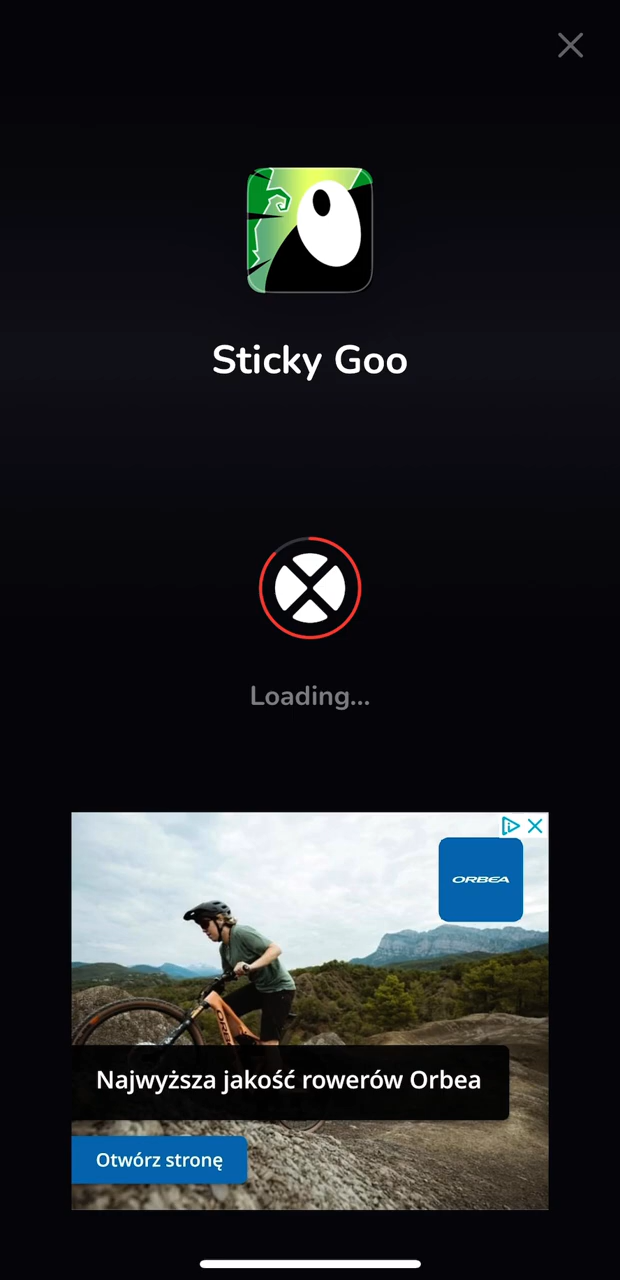 Sticky Goo
Loading...
ORBEA
Najwyższa jakość rowerów Orbea
Otwórz stronę